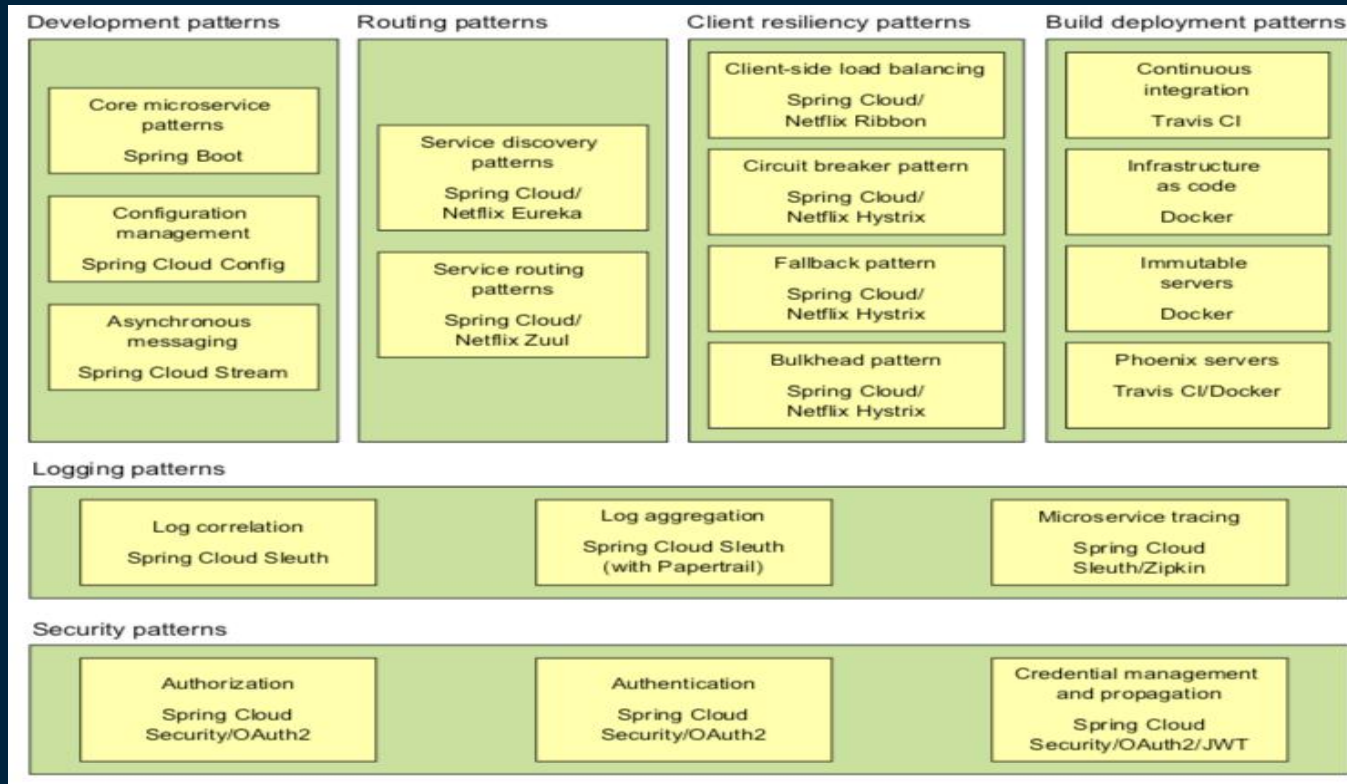 Development patterns
Core microservice
patterns
Spring Boot
Configuration
management
Spring Cloud Config
Asynchronous
messaging
Spring Cloud Stream
Routing patterns
Service discovery
patterns
Spring Cloud/
Netflix Eureka
Service routing
patterns
Spring Cloud/
Netflix Zuul
Client resiliency patterns
Client-side load balancing
Spring Cloud/
Netflix Ribbon
Circuit breaker pattern
Spring Cloud/
Netflix Hystrix
Fallback pattern
Spring Cloud/
Netflix Hystrix
Bulkhead pattern
Spring Cloud/
Netflix Hystrix
Build deployment patterns
Continuous
integration
Travis CI
Infrastructure
as code
Docker
Immutable
servers
Docker
Phoenix servers
Travis CI/Docker
Logging patterns
Log correlation
Spring Cloud Sleuth
Log aggregation
Spring Cloud Sleuth
(with Papertrail)
Microservice tracing
Spring Cloud
Sleuth/Zipkin
Security patterns
Authorization
Spring Cloud
Security/OAuth2
Authentication
Spring Cloud
Security/OAuth2
Credential management
and propagation
Spring Cloud
Security/OAuth2/JWT